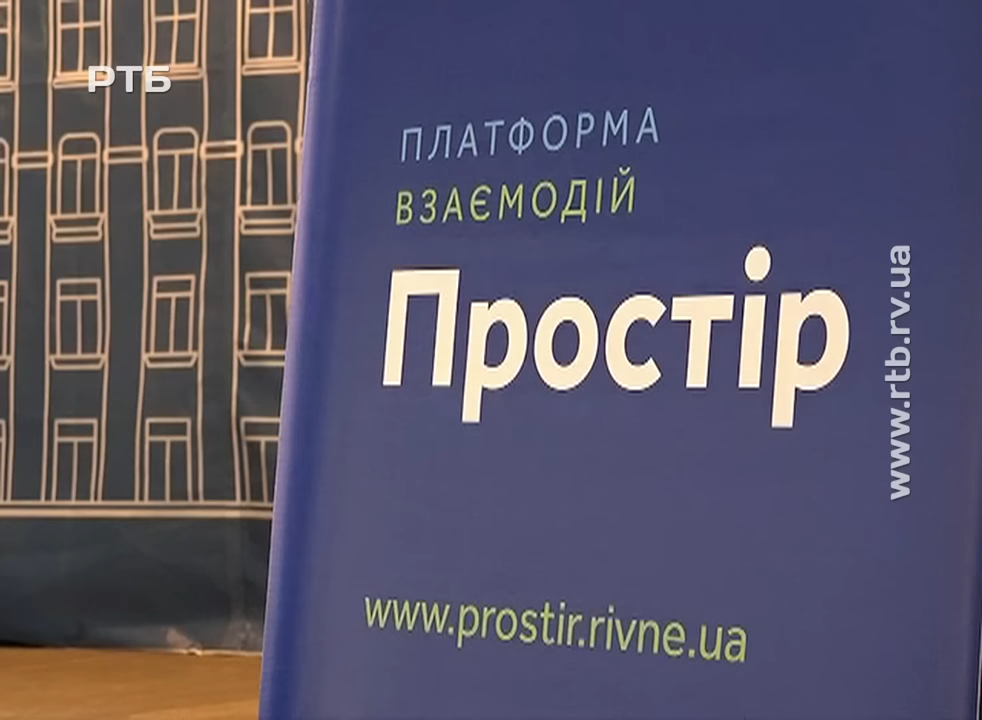 РТБ
ПЛАТФОРМА
ВЗАЄМОДІЙ
Простір
www.rtb.rv.ua
www.prostir.rivne.ua